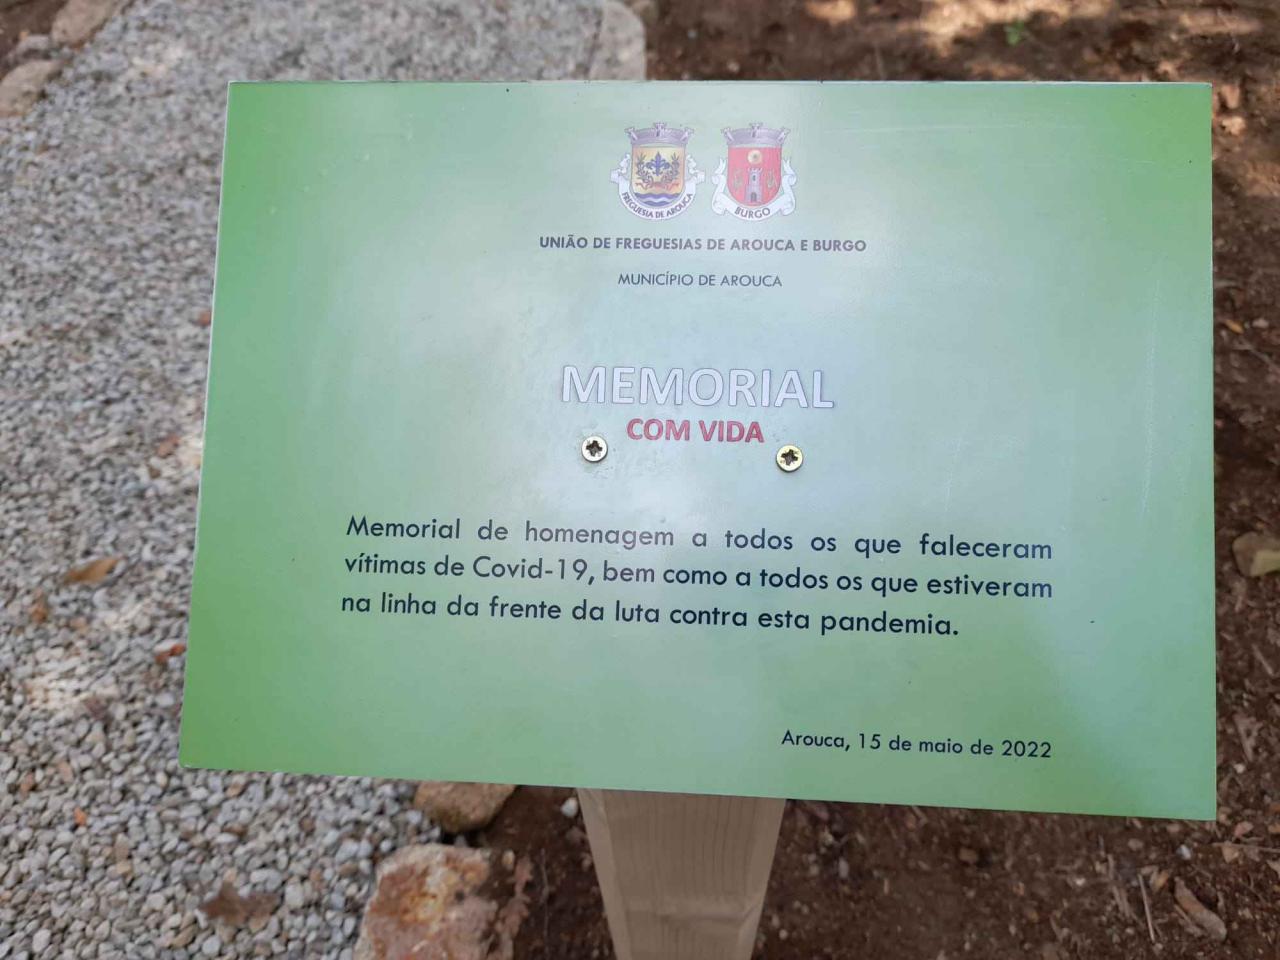 FREGUESIA DE AROUCA
BURGO
UNIÃO DE FREGUESIAS DE AROUCA E BURGO
MUNICÍPIO DE AROUCA
MEMORIAL
COM VIDA
Memorial de homenagem a todos os que faleceram
vítimas de Covid-19, bem como a todos os que estiveram
na linha da frente da luta contra esta pandemia.
Arouca, 15 de maio de 2022